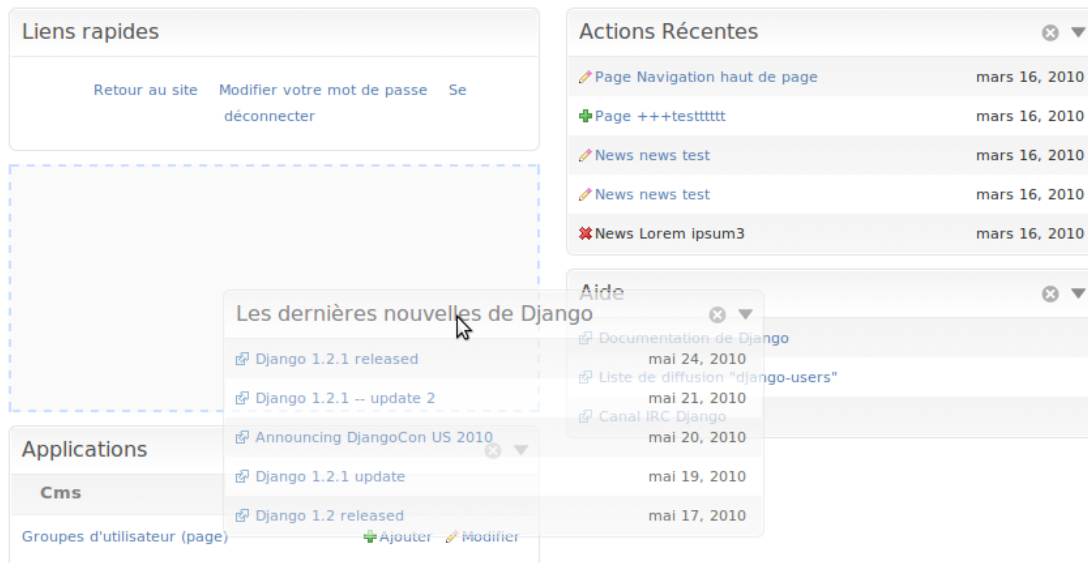 Liens rapides
Retour au site Modifier votre mot de passe Se
déconnecter
Actions Récentes
Page Navigation haut de page mars 16, 2010
Page +++testttttt mars 16, 2010
News news test mars 16, 2010
News news test mars 16, 2010
News Lorem ipsum3 mars 16, 2010
Aide
Documentation de Django
Liste de diffusion "django-users"
Canal IRC Django
Les dernières nouvelles de Django
Django 1.2.1 released mai 24, 2010
Django 1.2.1 -- update 2 mai 21, 2010
Announcing DjangoCon US 2010 mai 20, 2010
Django 1.2.1 update mai 19, 2010
Django 1.2 released mai 17, 2010
Applications
Cms
Groupes d'utilisateur (page) Ajouter Modifier